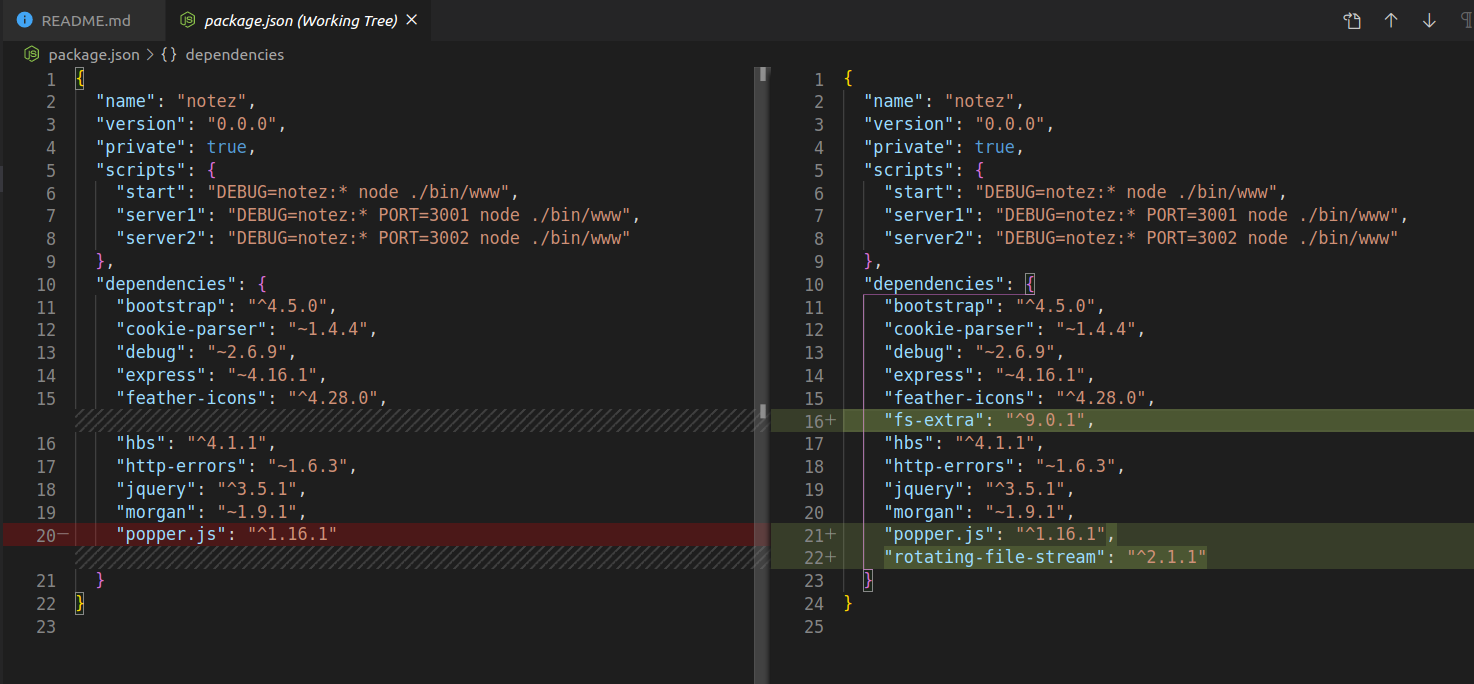 README.md package.json (Working Tree)
package.json > {} dependencies
1 {
2 "name": "notez",
3 "version": "0.0.0",
4 "private": true,
5 "scripts": {
6 "start": "DEBUG=notez:* node ./bin/www",
7 "server1": "DEBUG=notez:* PORT=3001 node ./bin/www",
8 "server2": "DEBUG=notez:* PORT=3002 node ./bin/www"
9 },
10 "dependencies": {
11 "bootstrap": "^4.5.0",
12 "cookie-parser": "~1.4.4",
13 "debug": "~2.6.9",
14 "express": "~4.16.1",
15 "feather-icons": "^4.28.0",
16 "hbs": "^4.1.1",
17 "http-errors": "~1.6.3",
18 "jquery": "^3.5.1",
19 "morgan": "~1.9.1",
20— "popper.js": "^1.16.1"
21 }
22 }
23
1 {
2 "name": "notez",
3 "version": "0.0.0",
4 "private": true,
5 "scripts": {
6 "start": "DEBUG=notez:* node ./bin/www",
7 "server1": "DEBUG=notez:* PORT=3001 node ./bin/www",
8 "server2": "DEBUG=notez:* PORT=3002 node ./bin/www"
9 },
10 "dependencies": {
11 "bootstrap": "^4.5.0",
12 "cookie-parser": "~1.4.4",
13 "debug": "~2.6.9",
14 "express": "~4.16.1",
15 "feather-icons": "^4.28.0",
16+ "fs-extra": "^9.0.1",
17 "hbs": "^4.1.1",
18 "http-errors": "~1.6.3",
19 "jquery": "^3.5.1",
20 "morgan": "~1.9.1",
21+ "popper.js": "^1.16.1",
22+ "rotating-file-stream": "^2.1.1"
23 }
24 }
25